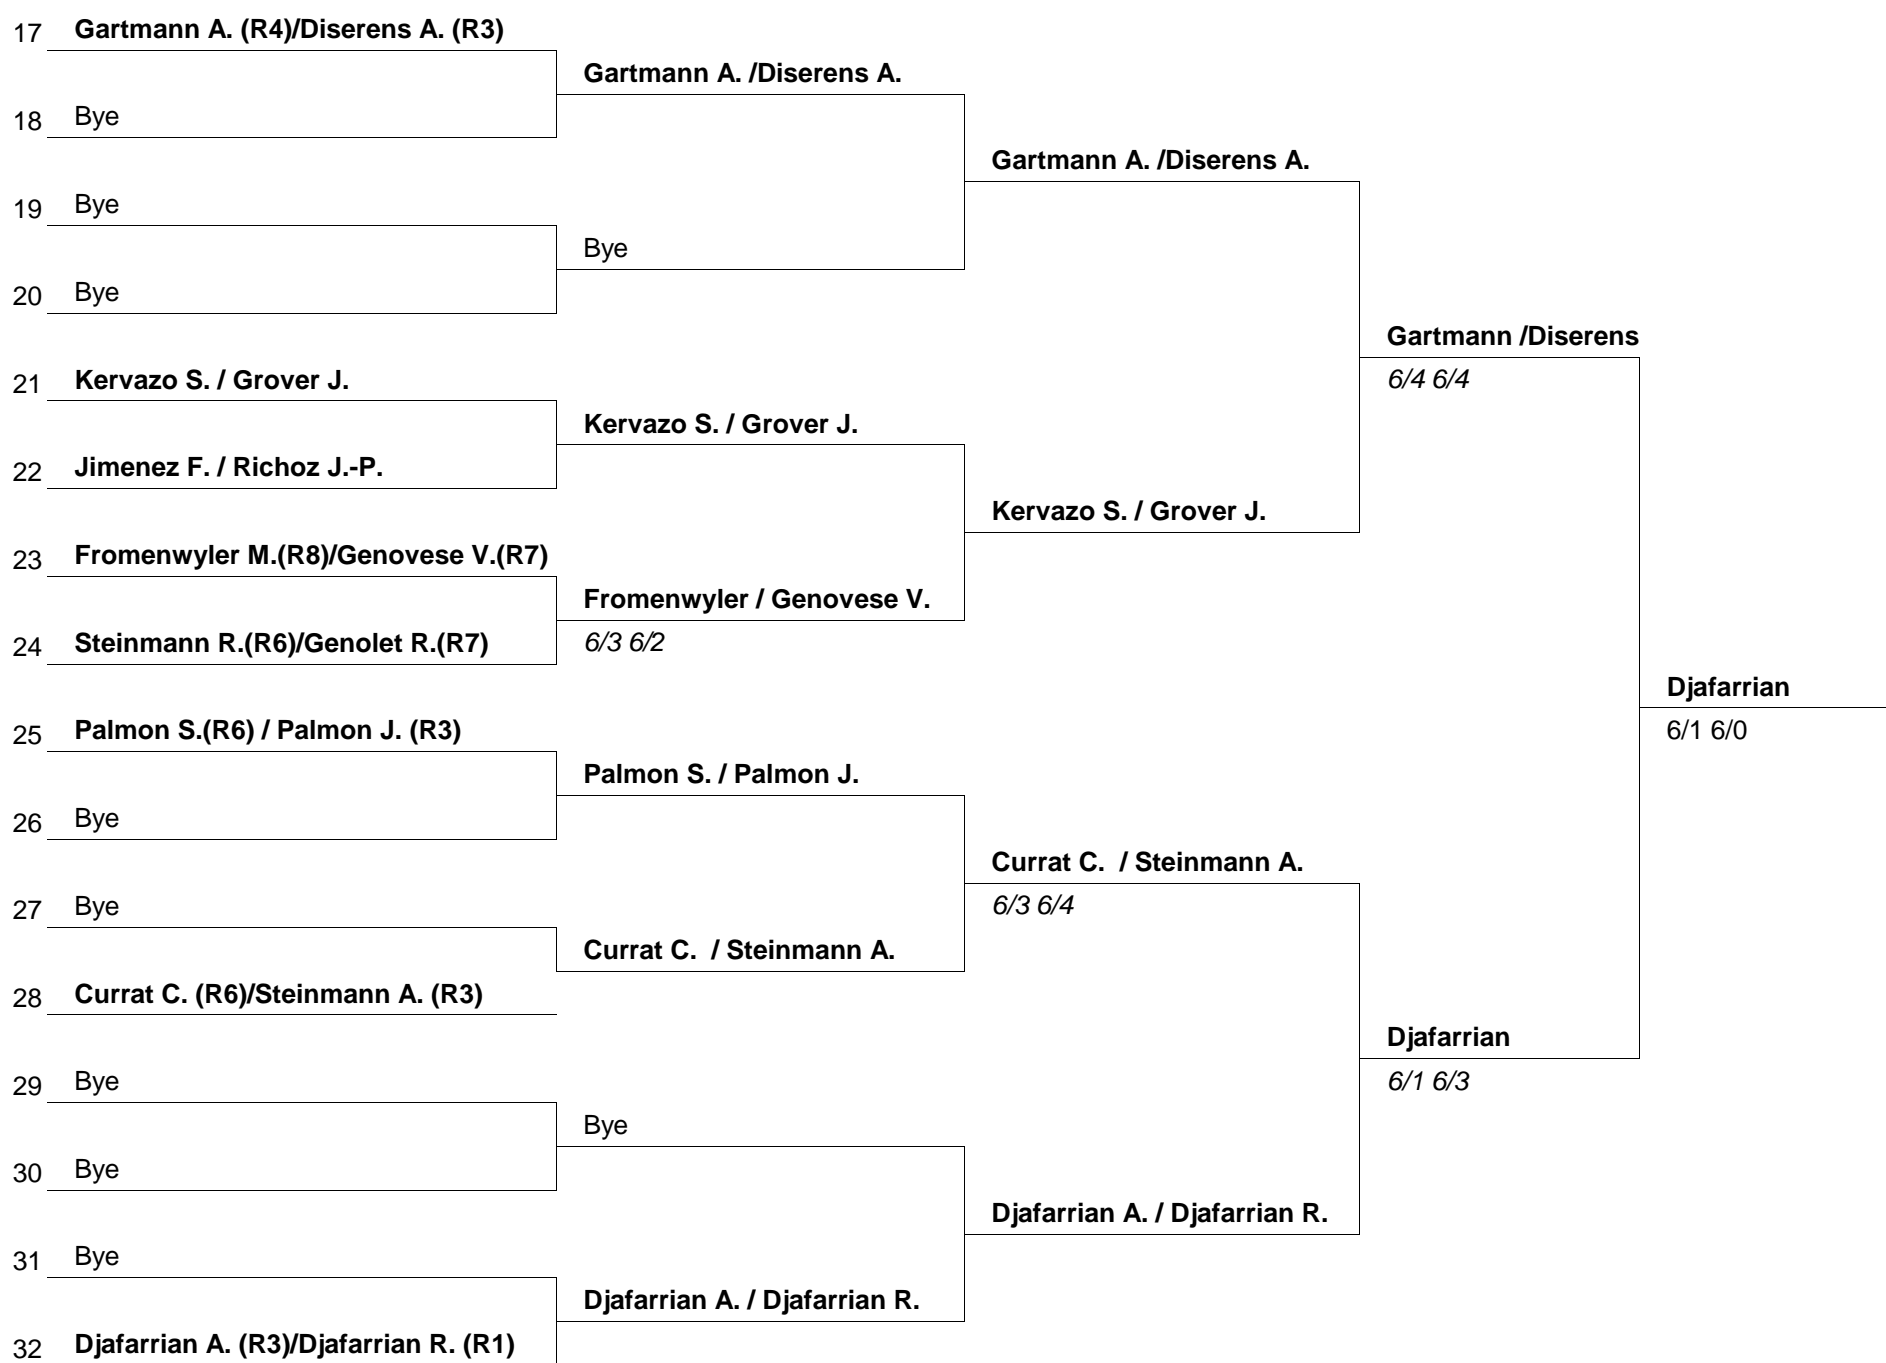 17 Gartmann A. (R4)/Diserens A. (R3)
Gartmann A. /Diserens A.
18 Bye
Gartmann A. /Diserens A.
19 Bye
Bye
20 Bye
Gartmann /Diserens
21 Kervazo S. / Grover J.
6/4 6/4
Kervazo S. / Grover J.
22 Jimenez F. / Richoz J.-P.
Kervazo S. / Grover J.
23 Fromenwyler M.(R8)/Genovese V.(R7)
Fromenwyler / Genovese V.
24 Steinmann R.(R6)/Genolet R.(R7)
6/3 6/2
Djafarrian
25 Palmon S.(R6) / Palmon J. (R3)
6/1 6/0
Palmon S. / Palmon J.
26 Bye
Currat C. / Steinmann A.
27 Bye
6/3 6/4
Currat C. / Steinmann A.
28 Currat C. (R6)/Steinmann A. (R3)
Djafarrian
29 Bye
6/1 6/3
Bye
30 Bye
Djafarrian A. / Djafarrian R.
31 Bye
Djafarrian A. / Djafarrian R.
32 Djafarrian A. (R3)/Djafarrian R. (R1)